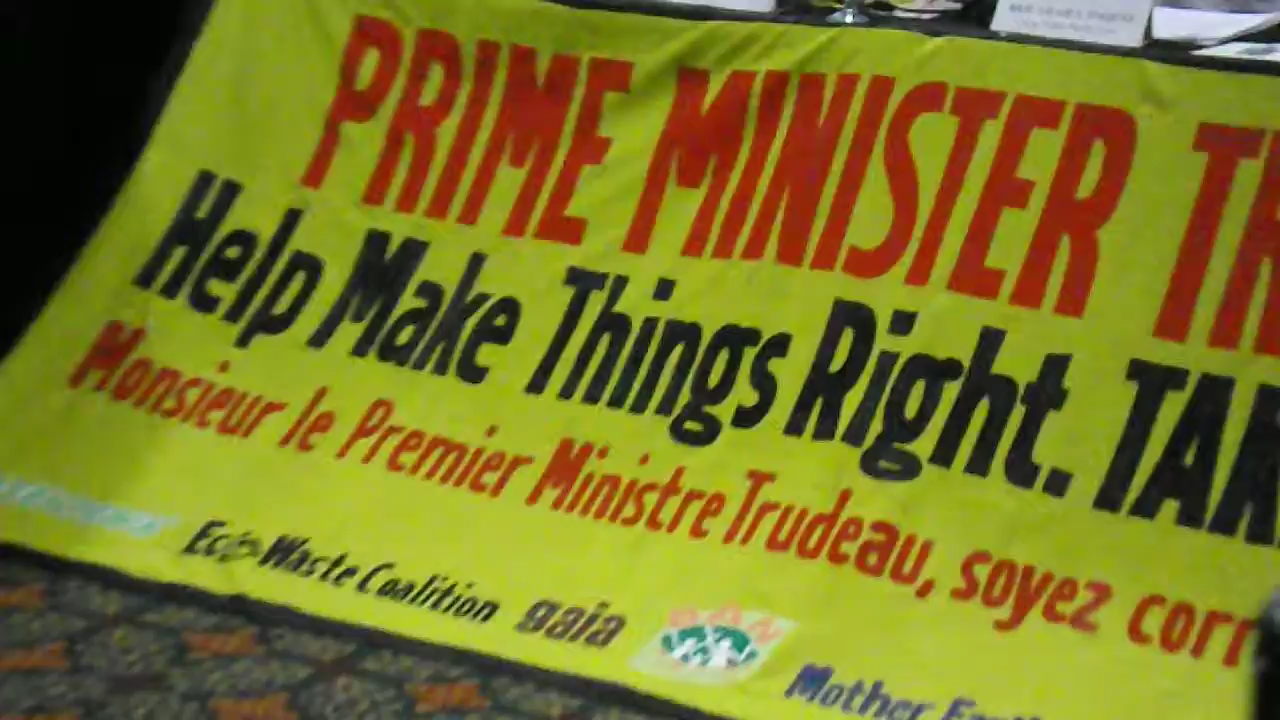 PRIME MINISTER TR
Help Make Things Right. TAK
Monsieur le Premier Ministre Trudeau, soyez corr
EcoWaste Coalition gaia
Mother Earth